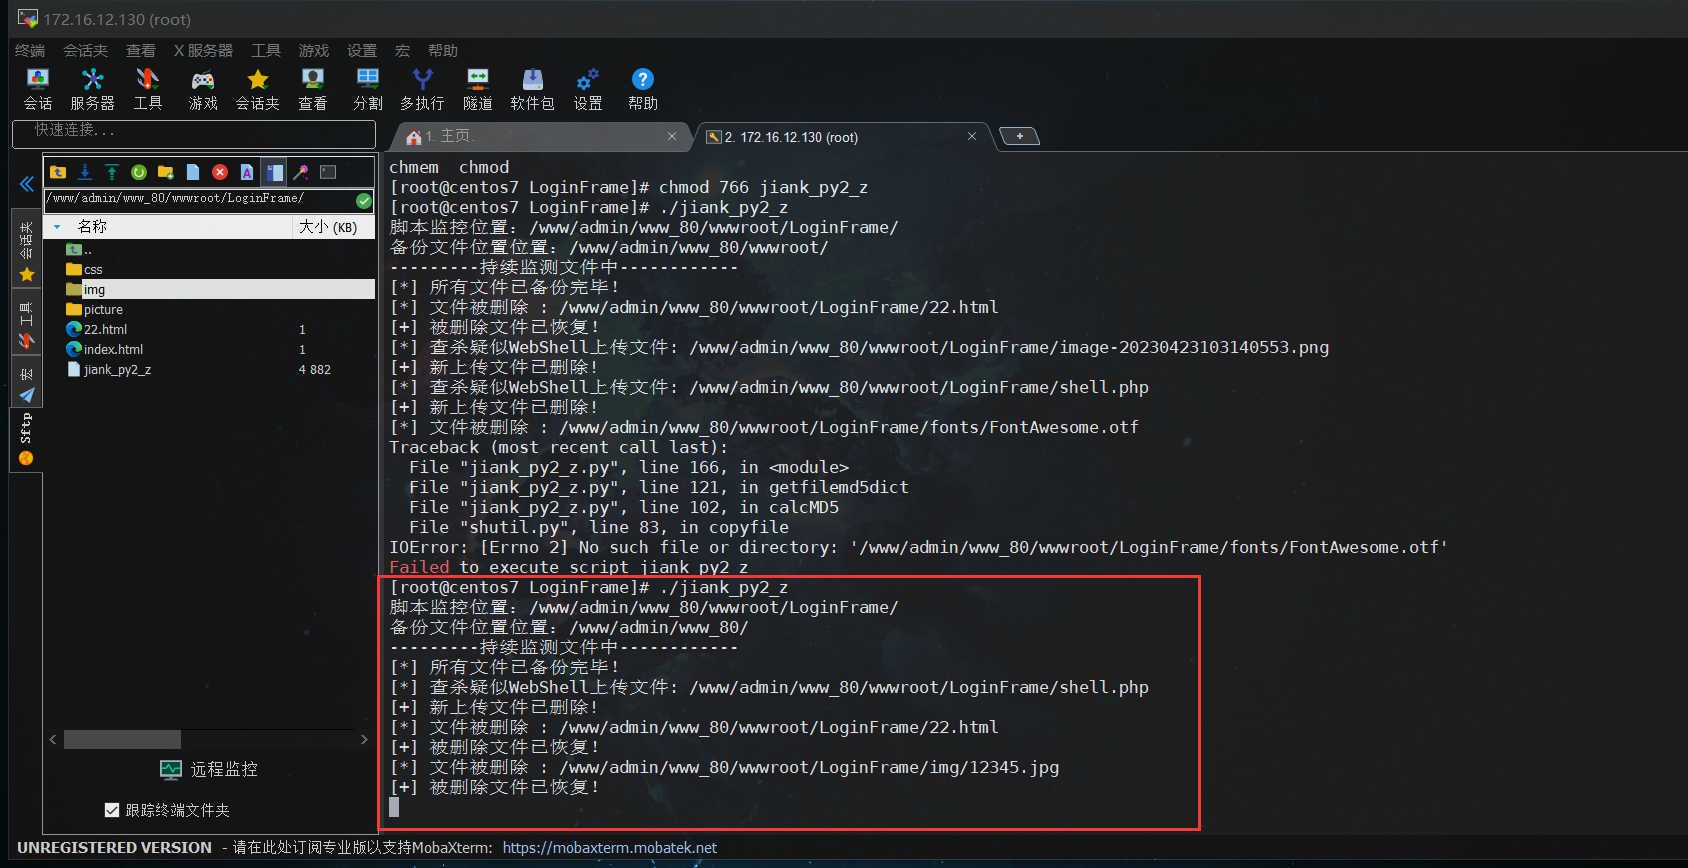 172.16.12.130 (root)
终端 会话夹 查看 X 服务器 工具 游戏 设置 宏 帮助
会话 服务器 工具 游戏 会话夹 查看 分割 多执行 隧道 软件包 设置 帮助
快速连接...
1. 主页.
2. 172.16.12.130 (root)
/www/admin/www_80/wwwroot/LoginFrame/
名称 大小 (KB)
..
css
img
picture
22.html 1
index.html 1
jiank_py2_z 4 882
会话夹
工具
宏
Sftp
远程监控
跟踪终端文件夹
chmem  chmod
[root@centos7 LoginFrame]# chmod 766 jiank_py2_z
[root@centos7 LoginFrame]# ./jiank_py2_z
脚本监控位置: /www/admin/www_80/wwwroot/LoginFrame/
备份文件位置位置: /www/admin/www_80/wwwroot/
---------持续监测文件中------------
[*] 所有文件已备份完毕!
[*] 文件被删除 : /www/admin/www_80/wwwroot/LoginFrame/22.html
[+] 被删除文件已恢复!
[*] 查杀疑似WebShell上传文件: /www/admin/www_80/wwwroot/LoginFrame/image-20230423103140553.png
[+] 新上传文件已删除!
[*] 查杀疑似WebShell上传文件: /www/admin/www_80/wwwroot/LoginFrame/shell.php
[+] 新上传文件已删除!
[*] 文件被删除 : /www/admin/www_80/wwwroot/LoginFrame/fonts/FontAwesome.otf
Traceback (most recent call last):
  File "jiank_py2_z.py", line 166, in <module>
  File "jiank_py2_z.py", line 121, in getfilemd5dict
  File "jiank_py2_z.py", line 102, in calcMD5
  File "shutil.py", line 83, in copyfile
IOError: [Errno 2] No such file or directory: '/www/admin/www_80/wwwroot/LoginFrame/fonts/FontAwesome.otf'
Failed to execute script jiank_py2_z
[root@centos7 LoginFrame]# ./jiank_py2_z
脚本监控位置: /www/admin/www_80/wwwroot/LoginFrame/
备份文件位置位置: /www/admin/www_80/
---------持续监测文件中------------
[*] 所有文件已备份完毕!
[*] 查杀疑似WebShell上传文件: /www/admin/www_80/wwwroot/LoginFrame/shell.php
[+] 新上传文件已删除!
[*] 文件被删除 : /www/admin/www_80/wwwroot/LoginFrame/22.html
[+] 被删除文件已恢复!
[*] 文件被删除 : /www/admin/www_80/wwwroot/LoginFrame/img/12345.jpg
[+] 被删除文件已恢复!
UNREGISTERED VERSION - 请在此处订阅专业版以支持MobaXterm: https://mobaxterm.mobatek.net